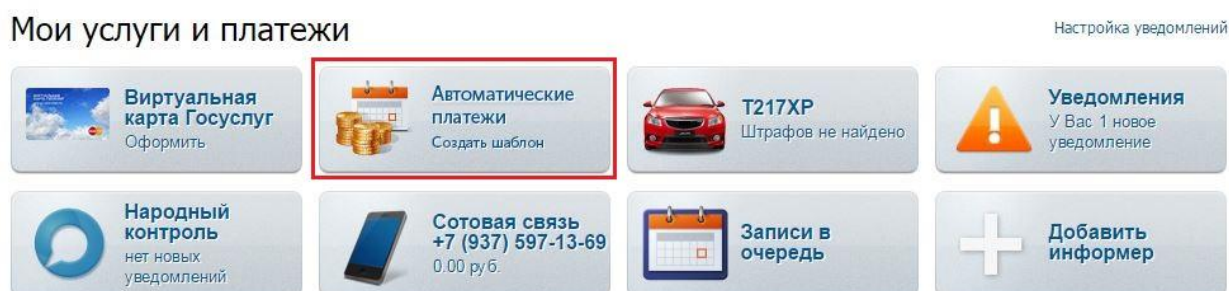 Мои услуги и платежи
Настройка уведомлений
Виртуальная
карта Госуслуг
Оформить
Автоматические
платежи
Создать шаблон
Т217ХР
Штрафов не найдено
Уведомления
У Вас 1 новое
уведомление
Народный
контроль
нет новых
уведомлений
Сотовая связь
+7 (937) 597-13-69
0.00 руб.
Записи в
очередь
Добавить
информер